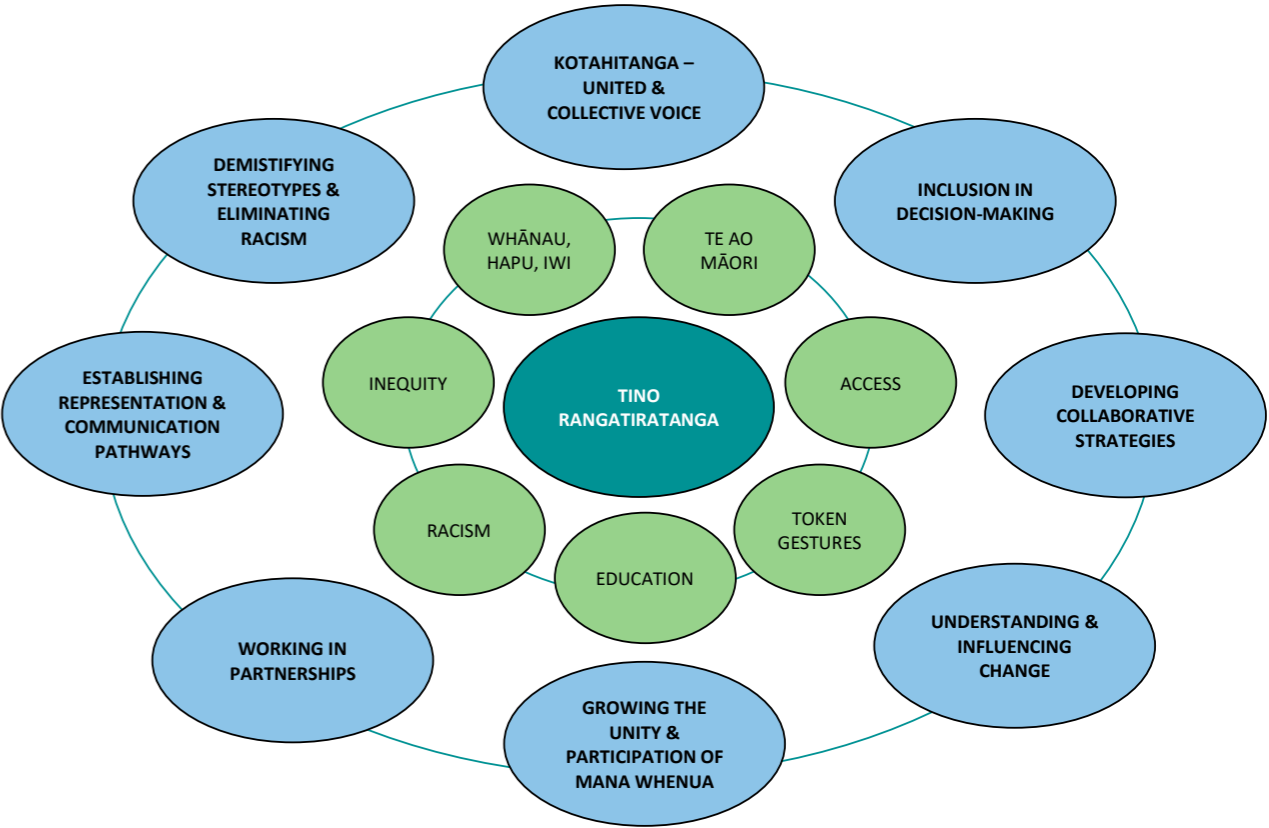 KOTAHITANGA –
UNITED &
COLLECTIVE VOICE
DEMISTIFYING
STEREOTYPES &
ELIMINATING
RACISM
INCLUSION IN
DECISION-MAKING
WHĀNAU,
HAPU, IWI
TE AO
MĀORI
INEQUITY
TINO
RANGATIRATANGA
ACCESS
ESTABLISHING
REPRESENTATION &
COMMUNICATION
PATHWAYS
DEVELOPING
COLLABORATIVE
STRATEGIES
RACISM
EDUCATION
TOKEN
GESTURES
WORKING IN
PARTNERSHIPS
UNDERSTANDING &
INFLUENCING
CHANGE
GROWING THE
UNITY &
PARTICIPATION OF
MANA WHENUA